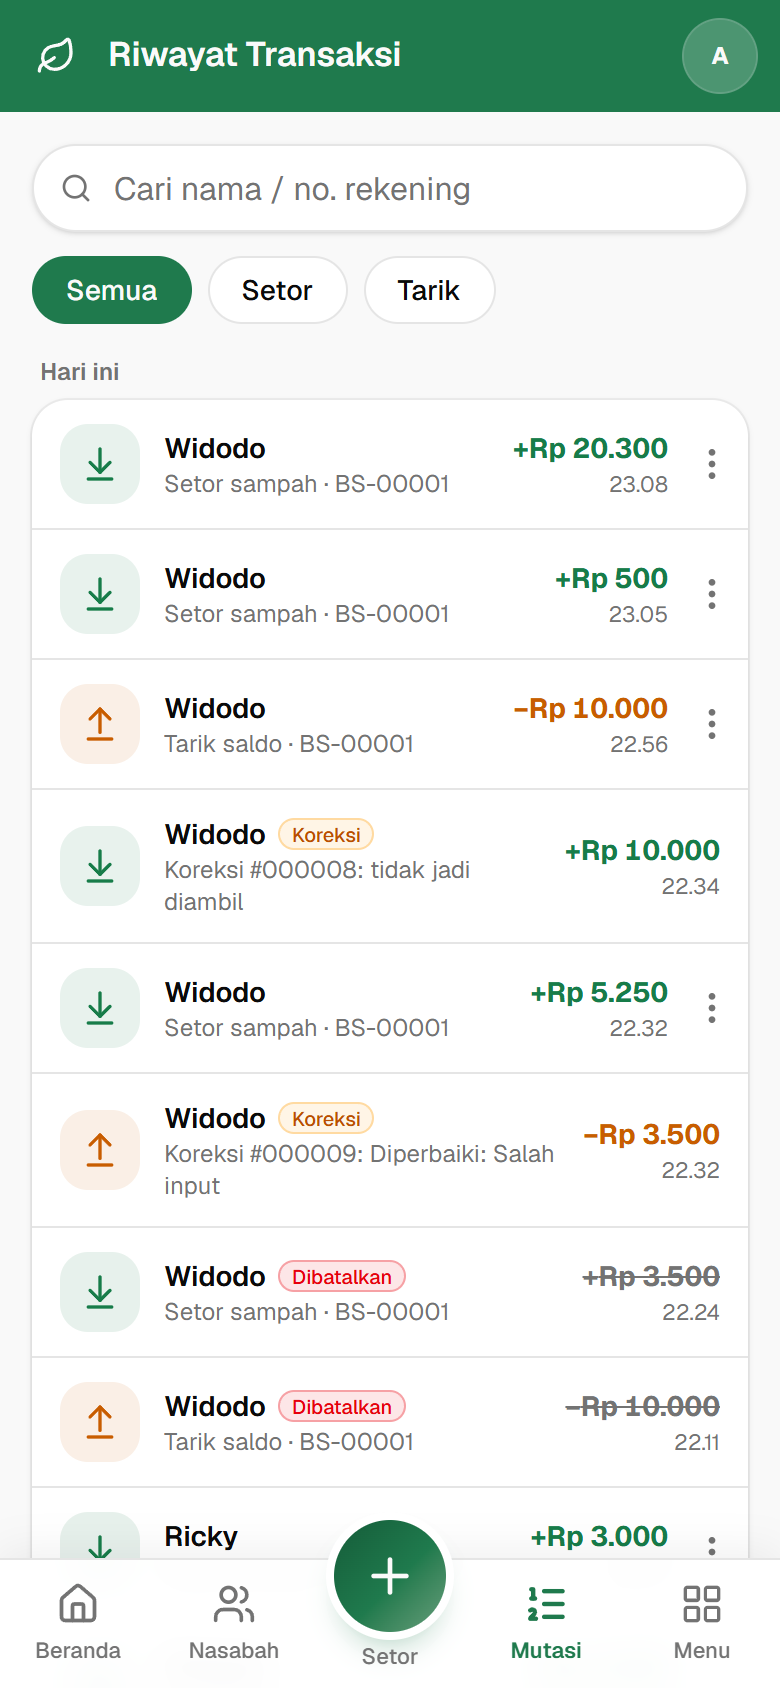 Riwayat Transaksi
A
Cari nama / no. rekening
Semua
Setor
Tarik
Hari ini
Widodo
+Rp 20.300
Setor sampah · BS-00001
23.08
Widodo
+Rp 500
Setor sampah · BS-00001
23.05
Widodo
−Rp 10.000
Tarik saldo · BS-00001
22.56
Widodo Koreksi
+Rp 10.000
Koreksi #000008: tidak jadi
diambil
22.34
Widodo
+Rp 5.250
Setor sampah · BS-00001
22.32
Widodo Koreksi
−Rp 3.500
Koreksi #000009: Diperbaiki: Salah
input
22.32
Widodo Dibatalkan
+Rp 3.500
Setor sampah · BS-00001
22.24
Widodo Dibatalkan
−Rp 10.000
Tarik saldo · BS-00001
22.11
Ricky
+Rp 3.000
Beranda
Nasabah
Setor
Mutasi
Menu